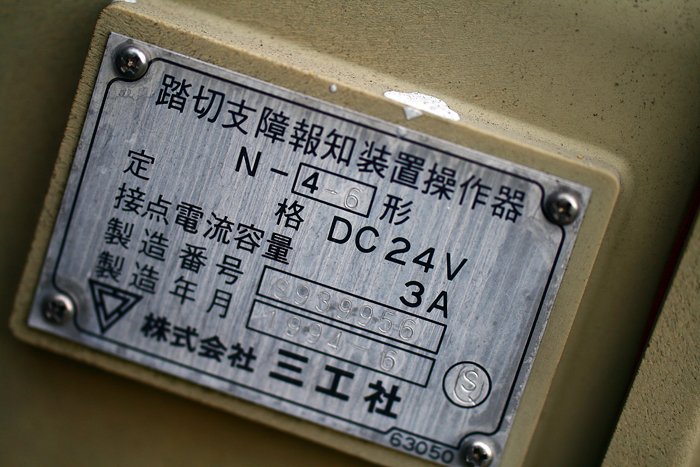 踏切支障報知装置操作器
N-4-6形
定格 DC24V
接点電流容量 3A
製造番号 S939956
製造年月 1994-6
株式会社 三工社
S
63050